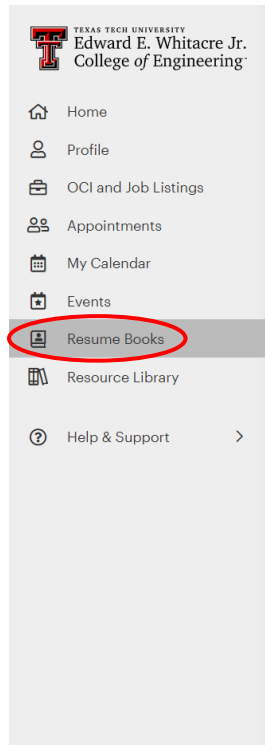 TEXAS TECH UNIVERSITY
Edward E. Whitacre Jr.
College of Engineering
Home
Profile
OCI and Job Listings
Appointments
My Calendar
Events
Resume Books
Resource Library
Help & Support